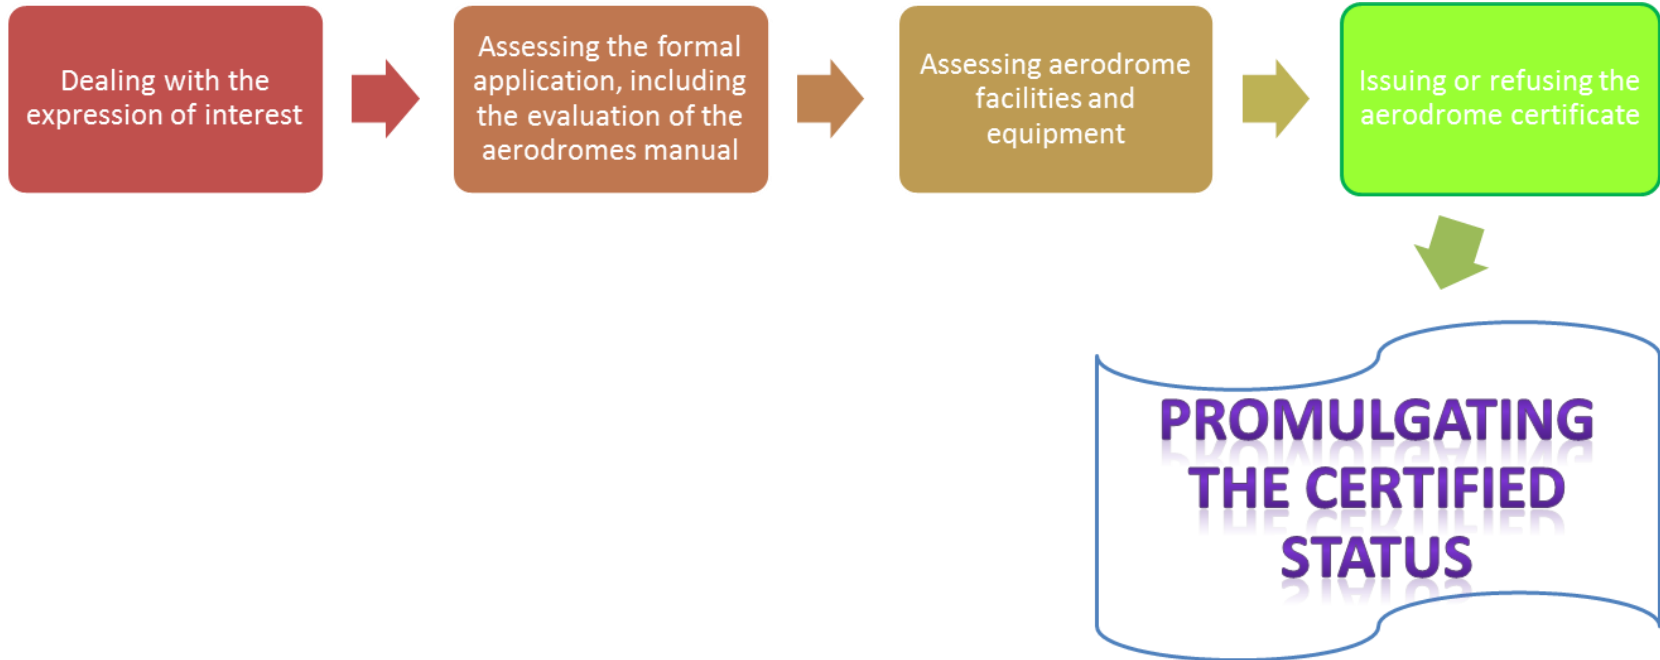 Dealing with the
expression of interest
Assessing the formal
application, including
the evaluation of the
aerodromes manual
Assessing aerodrome
facilities and
equipment
Issuing or refusing the
aerodrome certificate
PROMULGATING
THE CERTIFIED
STATUS